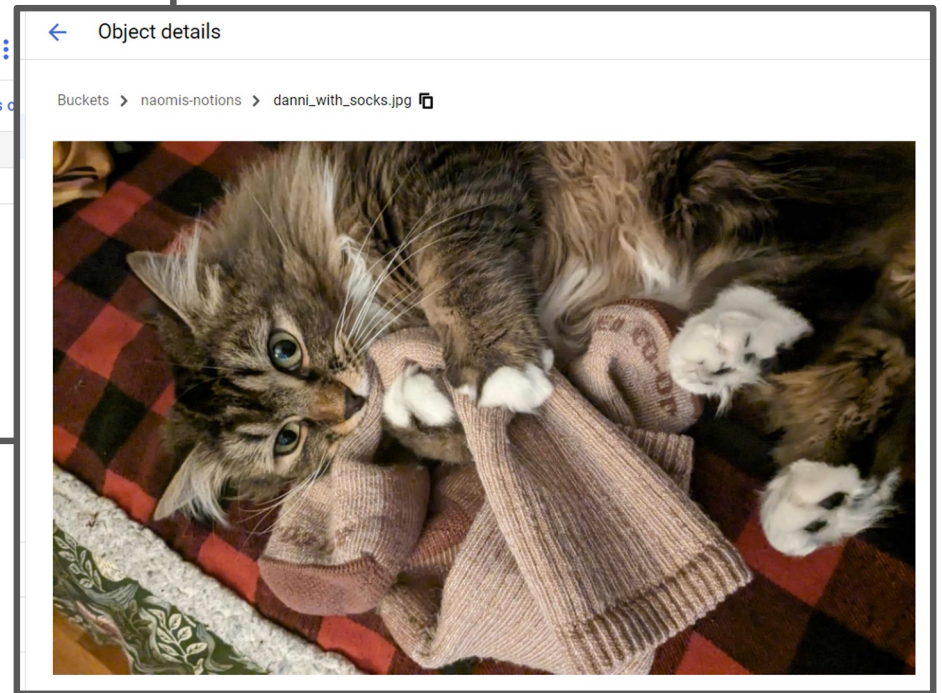 Object details
Buckets > naomis-notions > danni_with_socks.jpg